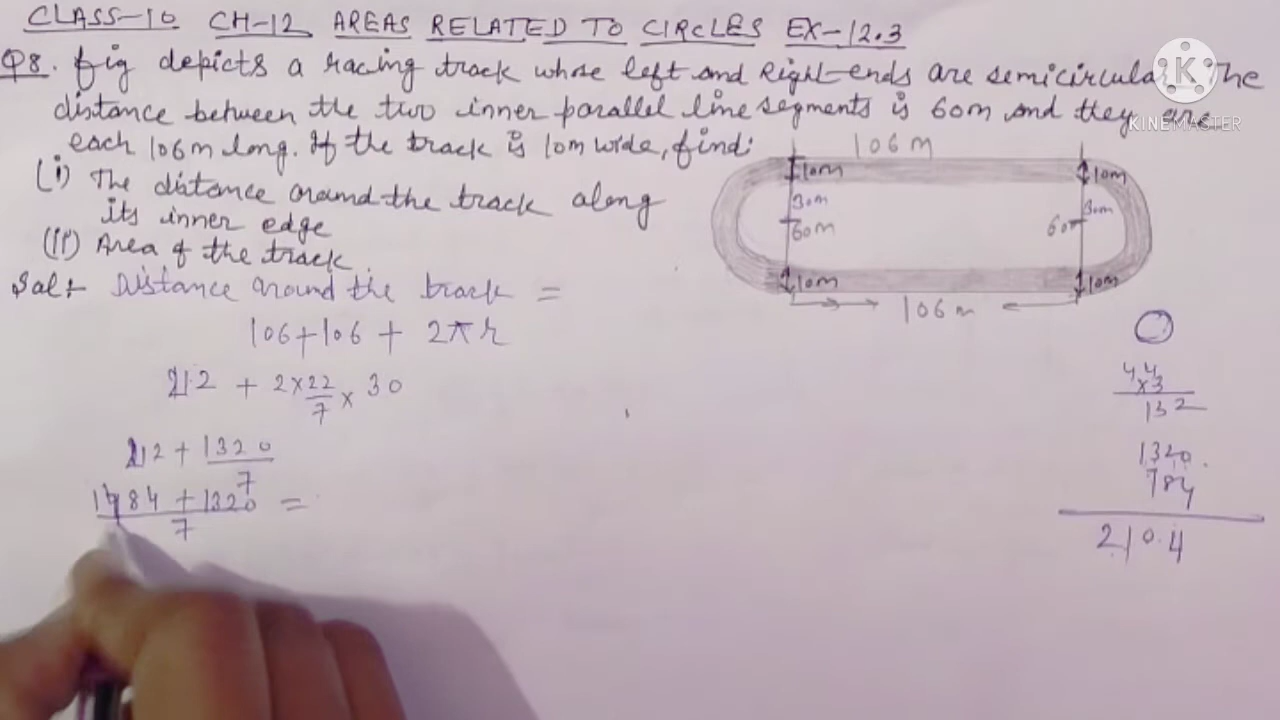 CLASS-10 CH-12 AREAS RELATED TO CIRCLES EX-12.3
Q8. fig depicts a racing track whose left and Right-ends are semicircular. The
distance between the two inner parallel line segments is 60m and they are
each 106m long. If the track is 10m wide, find:
(i) The distance around the track along
its inner edge
(ii) Area of the track.
Sol:- Distance around the track =
106+106 + 2πr
212 + 2×22/7 × 30
212 + 1320/7
1484 + 1320/7 =
106 m
10m 10m
30m 30m
60m 60
10m 10m
106 m
44
×3
132
1320
784
2104
K
KINEMASTER